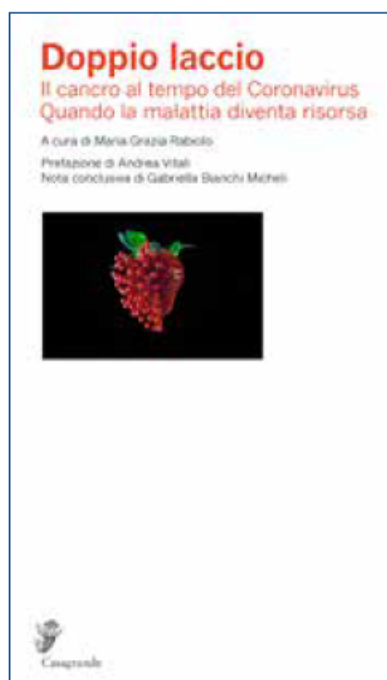 Doppio laccio
Il cancro al tempo del Coronavirus
Quando la malattia diventa risorsa
A cura di Maria Grazia Rabiolo
Prefazione di Andrea Vitali
Nota conclusiva di Gabriella Bianchi Micheli
Casagrande